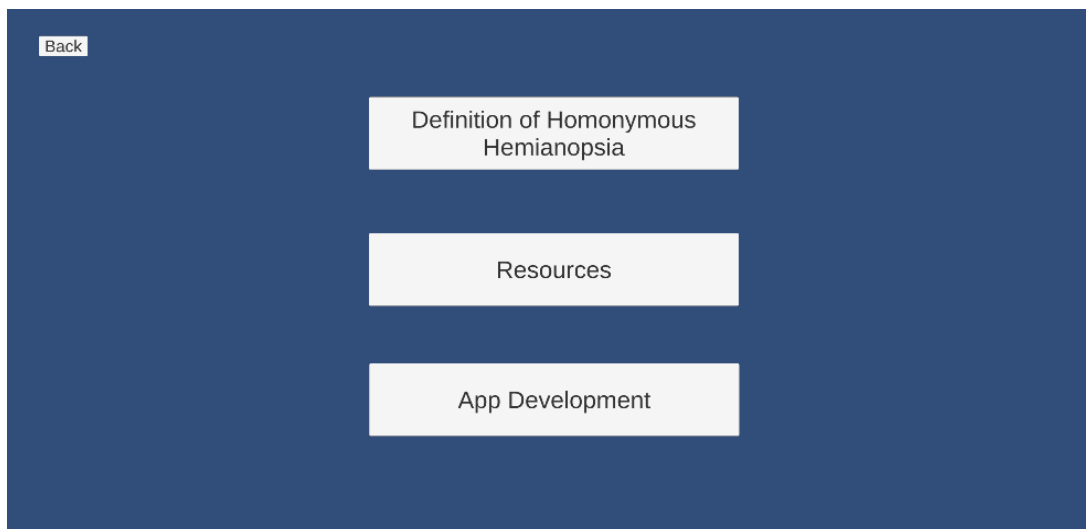 Back
Definition of Homonymous
Hemianopsia
Resources
App Development